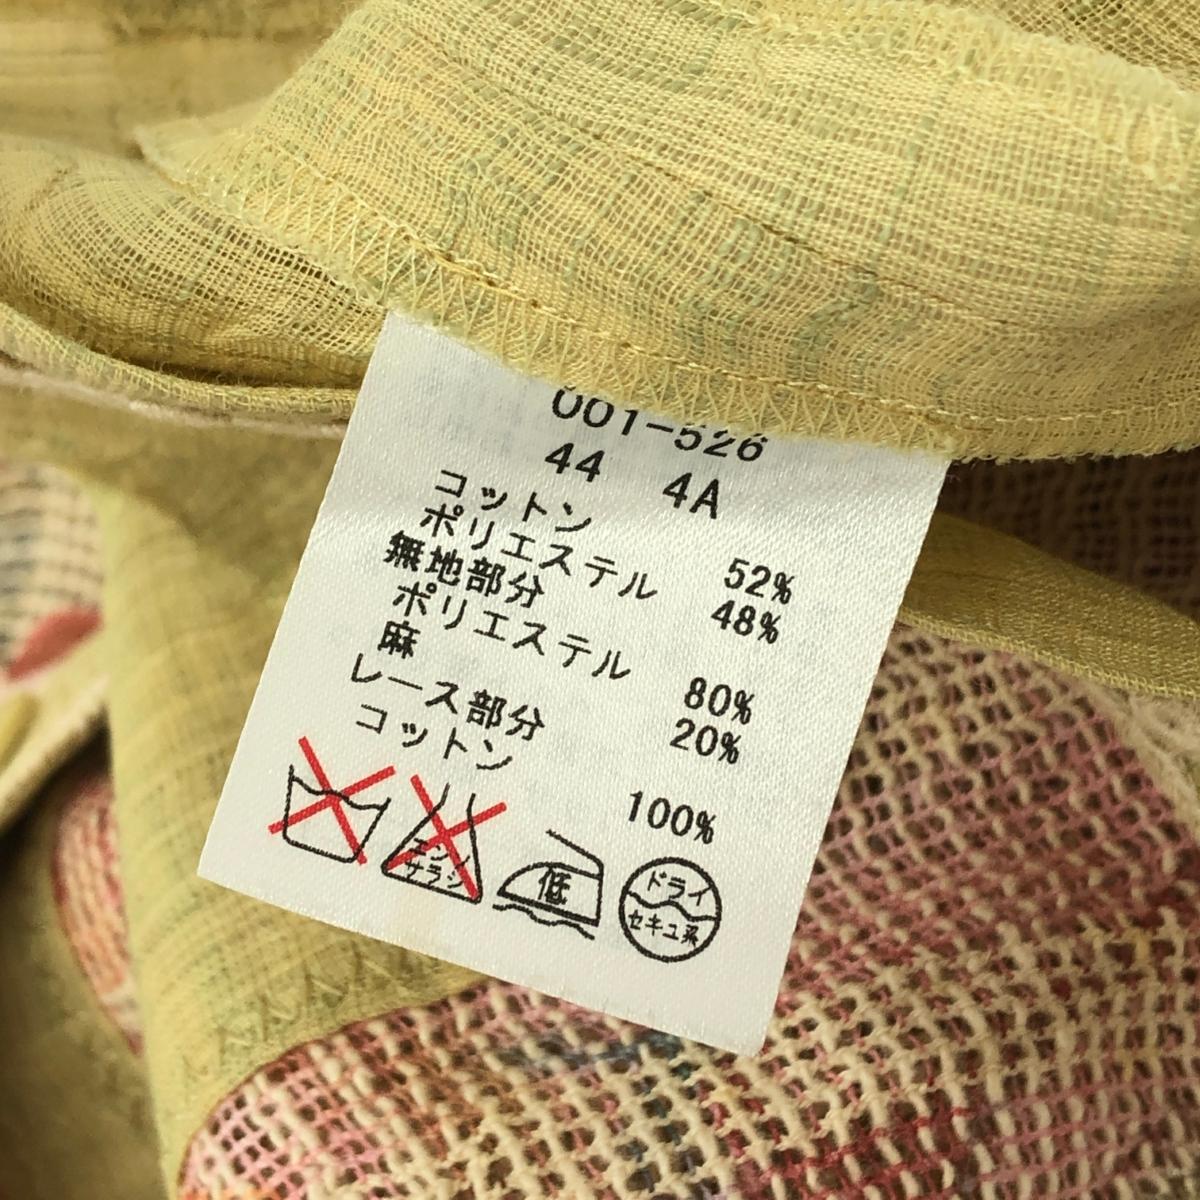 001-526
44 4A
コットン 52%
ポリエステル 48%
無地部分
ポリエステル 80%
麻 20%
レース部分
コットン 100%
エンソ サラシ
低
ドライ
セキユ系